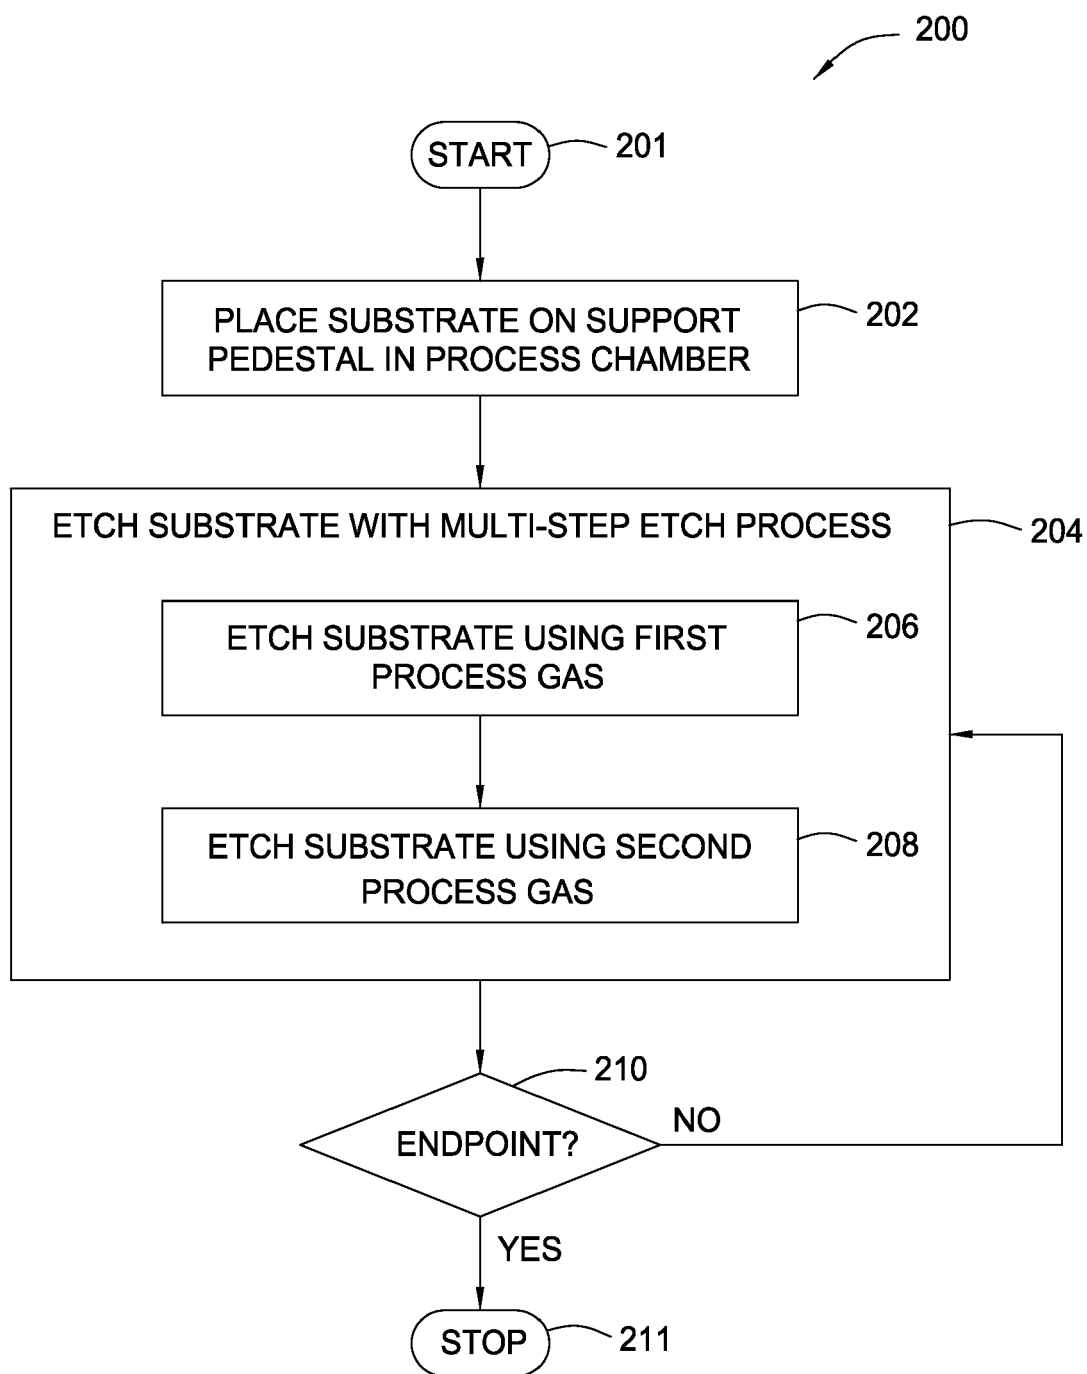 200
START
201
PLACE SUBSTRATE ON SUPPORT
PEDESTAL IN PROCESS CHAMBER
202
ETCH SUBSTRATE WITH MULTI-STEP ETCH PROCESS
204
ETCH SUBSTRATE USING FIRST
PROCESS GAS
206
ETCH SUBSTRATE USING SECOND
PROCESS GAS
208
210
ENDPOINT?
NO
YES
STOP
211